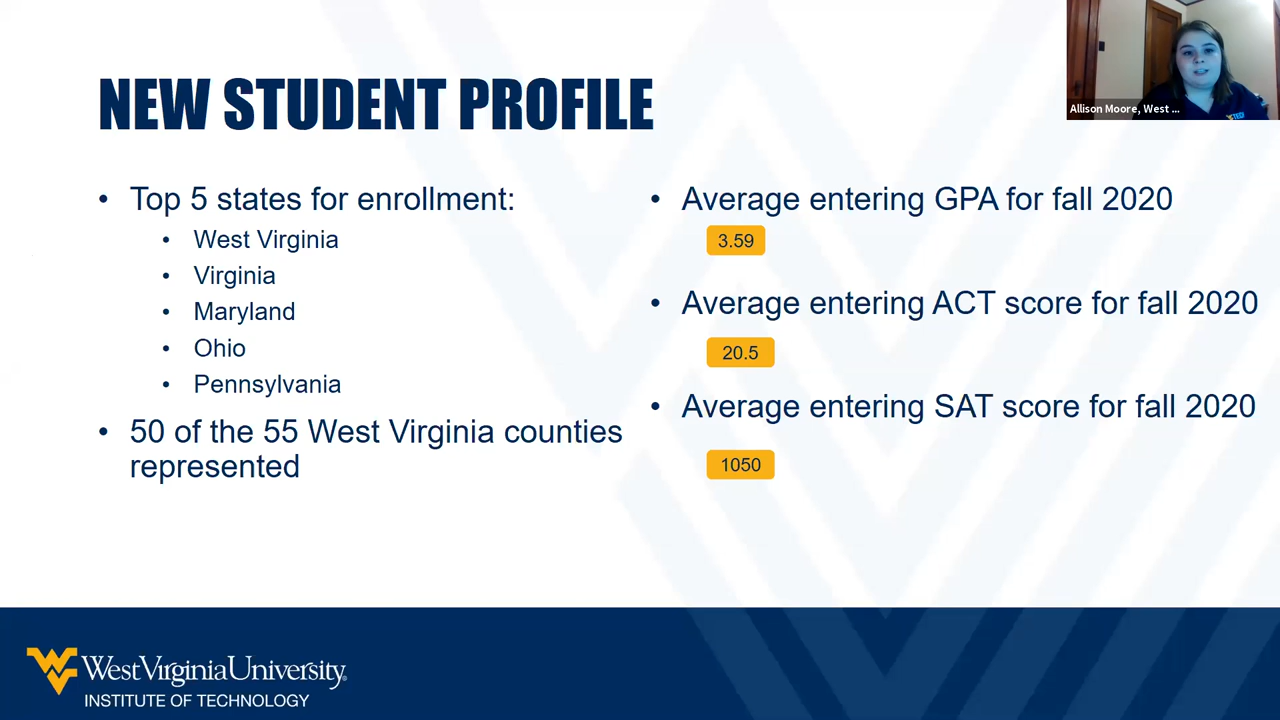 NEW STUDENT PROFILE
Allison Moore, West ...
• Top 5 states for enrollment:
• West Virginia
• Virginia
• Maryland
• Ohio
• Pennsylvania
• 50 of the 55 West Virginia counties
represented
• Average entering GPA for fall 2020
3.59
• Average entering ACT score for fall 2020
20.5
• Average entering SAT score for fall 2020
1050
WestVirginiaUniversity®
INSTITUTE OF TECHNOLOGY